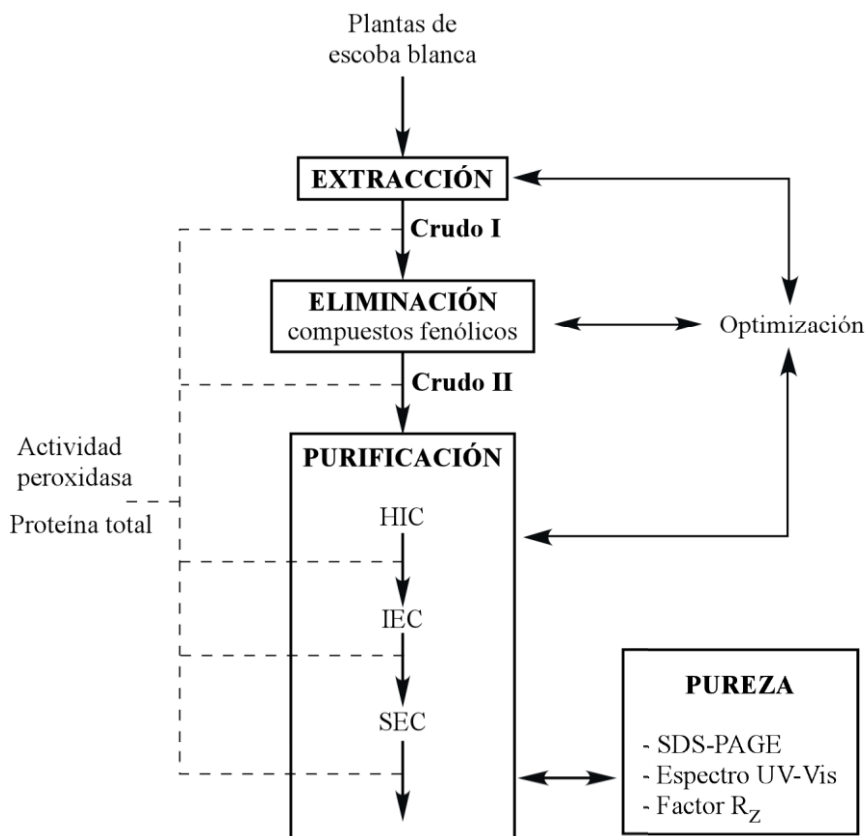 Plantas de
escoba blanca
EXTRACCIÓN
Crudo I
ELIMINACIÓN
compuestos fenólicos
Optimización
Crudo II
PURIFICACIÓN
Actividad
peroxidasa
Proteína total
HIC
IEC
SEC
PUREZA
- SDS-PAGE
- Espectro UV-Vis
- Factor RZ